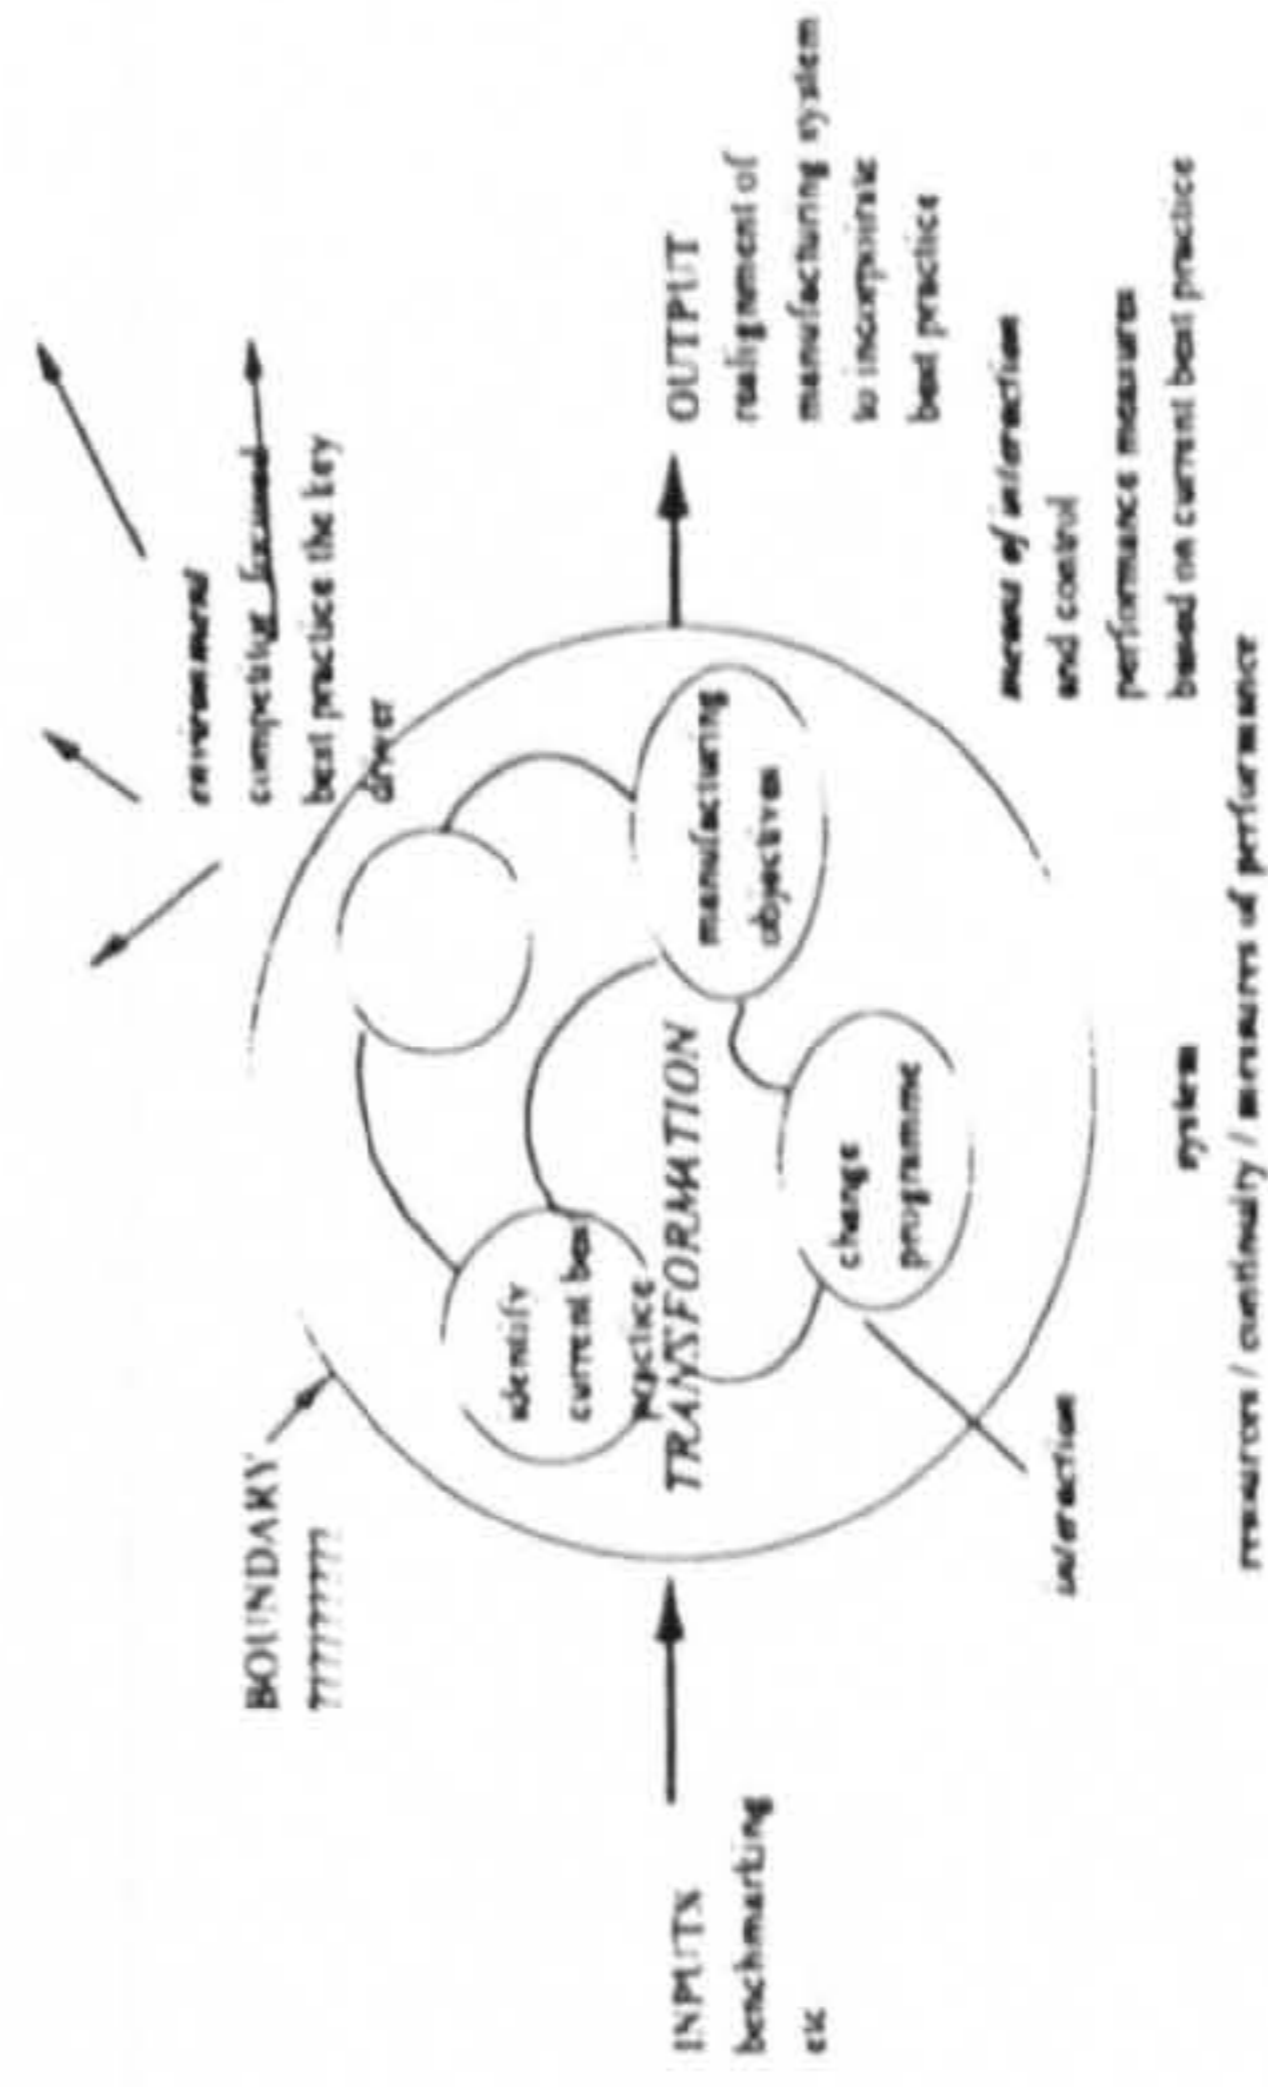 BOUNDARY
?????????
environment
competitive focused
best practice the key
driver
identify
current best
practice
TRANSFORMATION
manufacturing
objectives
change
programme
INPUTS
benchmarking
etc
OUTPUT
realignment of
manufacturing system
to incorporate
best practice
means of interaction
and control
performance measures
based on current best practice
interaction
system
resources / continuity / measures of performance